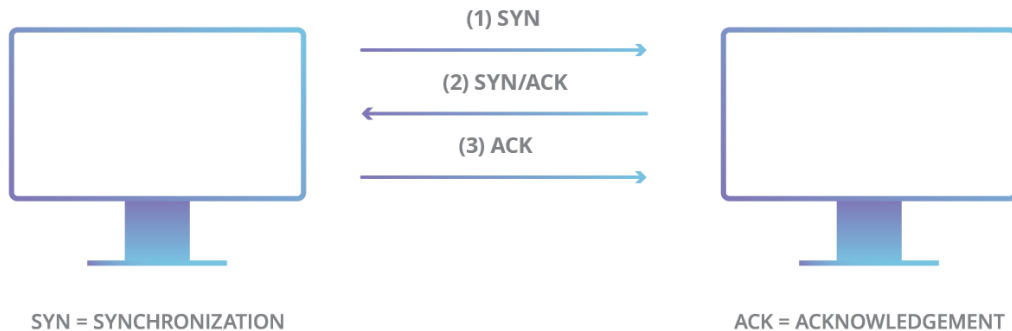 (1) SYN
(2) SYN/ACK
(3) ACK
SYN = SYNCHRONIZATION
ACK = ACKNOWLEDGEMENT